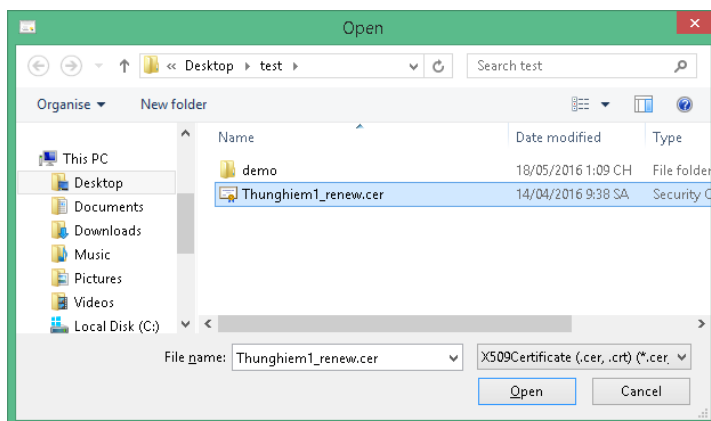 Open
« Desktop test
Search test
Organise
New folder
Name
Date modified
Type
This PC
Desktop
Documents
Downloads
Music
Pictures
Videos
Local Disk (C:)
demo 18/05/2016 1:09 CH File folder
Thunghiem1_renew.cer 14/04/2016 9:38 SA Security C
File name: Thunghiem1_renew.cer
X509Certificate (.cer, .crt) (*.cer,
Open
Cancel